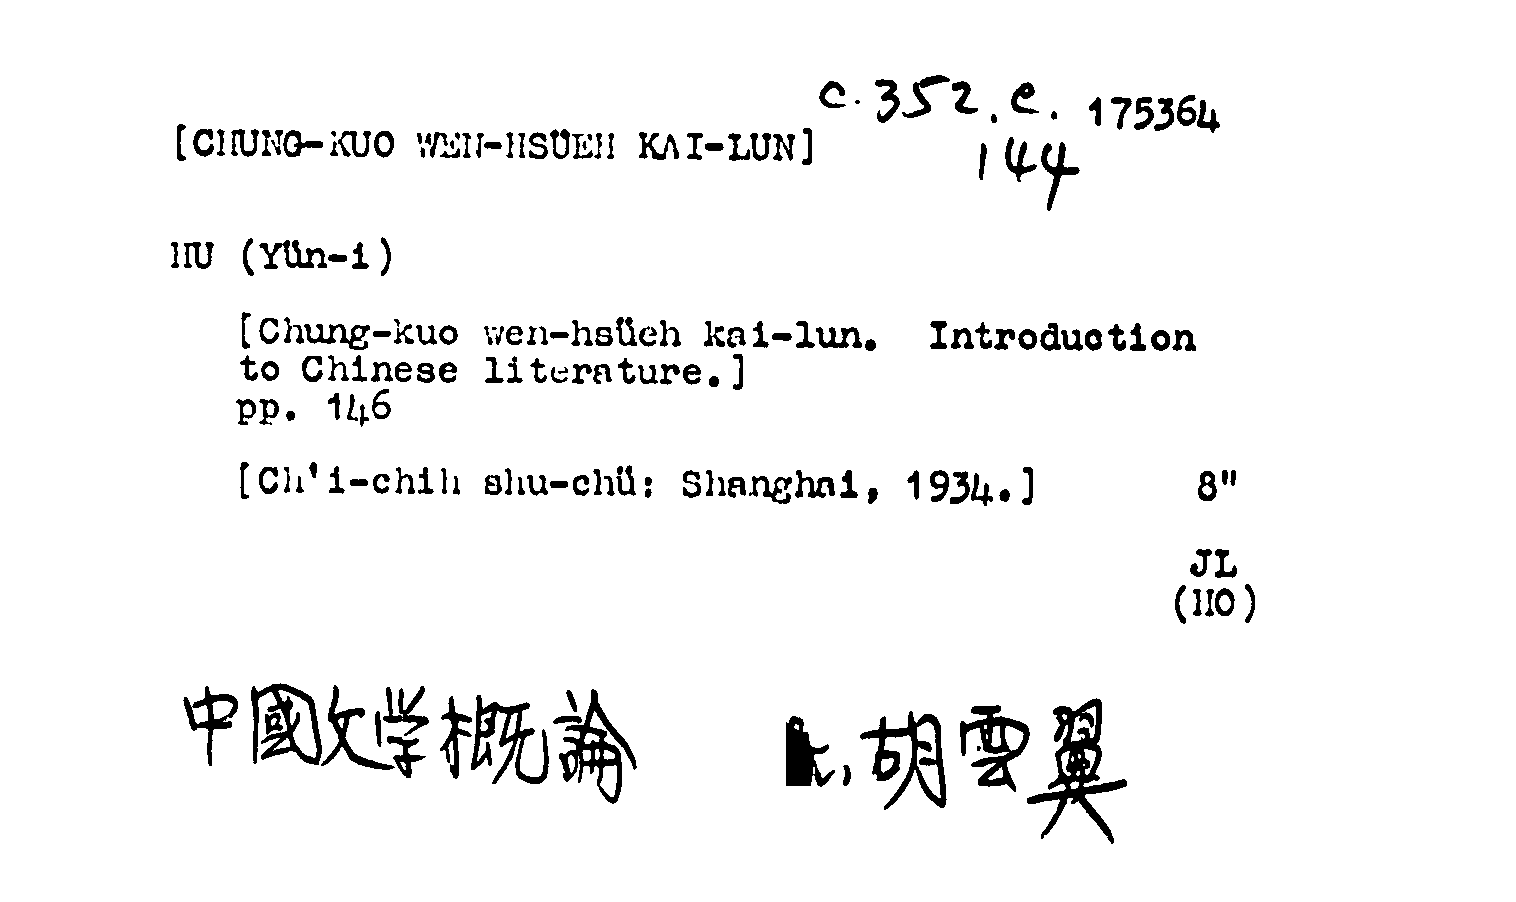 c. 352. e. 175364
144
[CHUNG-KUO WEN-HSÜEH KAI-LUN]
HU (Yün-i)
[Chung-kuo wen-hsüeh kai-lun. Introduction
to Chinese literature.]
pp. 146
[Ch'i-chih shu-chü: Shanghai, 1934.] 8"
JL
(HO)
中國文学概論 胡雲翼